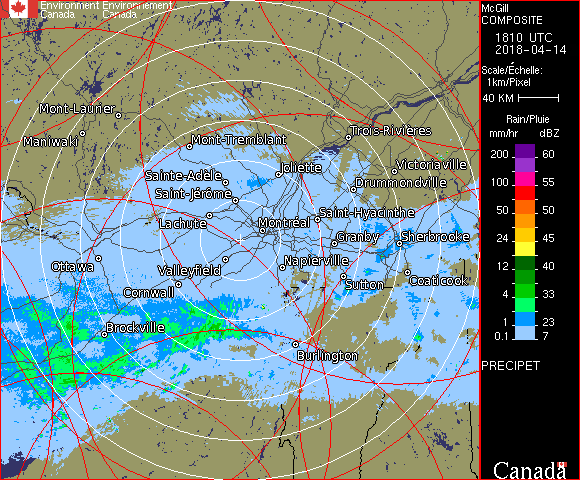 Environment Environnement
Canada Canada
McGill
COMPOSITE
1810 UTC
2018-04-14
Scale/Échelle:
1km/Pixel
40 KM
Rain/Pluie
mm/hr dBZ
200 60
100 55
50 50
24 45
12 40
4 33
1 23
0.1 7
PRECIPET
Mont-Laurier
Maniwaki
Mont-Tremblant
Trois-Rivières
Joliette
Victoriaville
Sainte-Adèle
Drummondville
Saint-Jérôme
Saint-Hyacinthe
Lachute
Montréal
Granby
Sherbrooke
Ottawa
Valleyfield
Napierville
Coaticook
Cornwall
Sutton
Brockville
Burlington
Canada